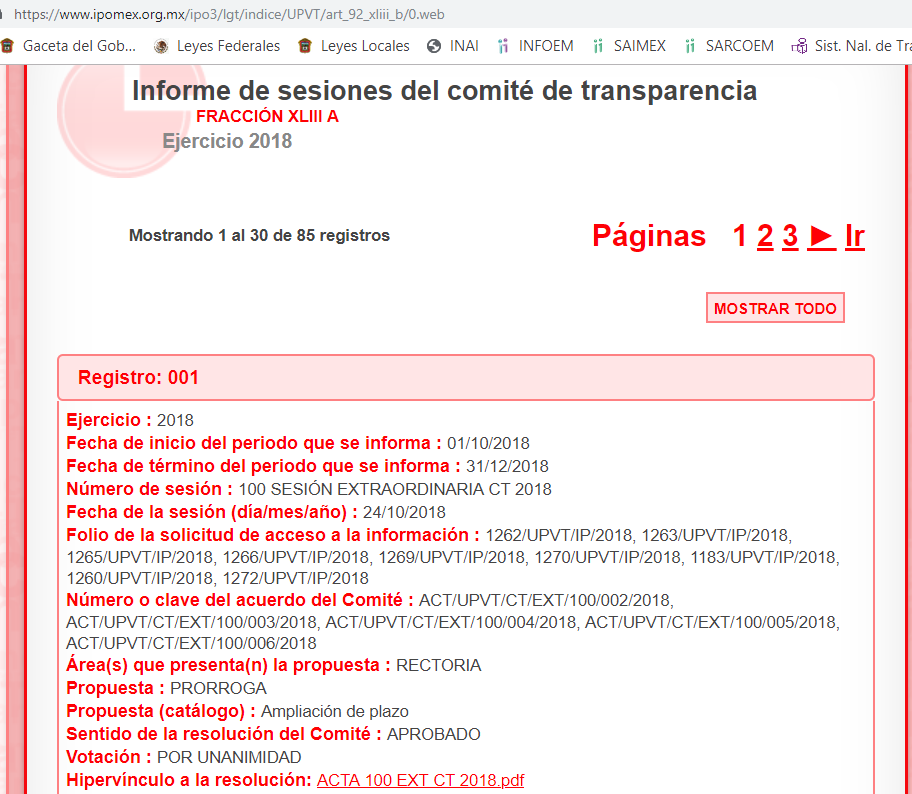 https://www.ipomex.org.mx/ipo3/lgt/indice/UPVT/art_92_xliii_b/0.web
Gaceta del Gob... Leyes Federales Leyes Locales INAI INFOEM SAIMEX SARCOEM Sist. Nal. de Tra
Informe de sesiones del comité de transparencia
FRACCIÓN XLIII A
Ejercicio 2018
Mostrando 1 al 30 de 85 registros
Páginas 1 2 3 ► Ir
MOSTRAR TODO
Registro: 001
Ejercicio : 2018
Fecha de inicio del periodo que se informa : 01/10/2018
Fecha de término del periodo que se informa : 31/12/2018
Número de sesión : 100 SESIÓN EXTRAORDINARIA CT 2018
Fecha de la sesión (día/mes/año) : 24/10/2018
Folio de la solicitud de acceso a la información : 1262/UPVT/IP/2018, 1263/UPVT/IP/2018,
1265/UPVT/IP/2018, 1266/UPVT/IP/2018, 1269/UPVT/IP/2018, 1270/UPVT/IP/2018, 1183/UPVT/IP/2018,
1260/UPVT/IP/2018, 1272/UPVT/IP/2018
Número o clave del acuerdo del Comité : ACT/UPVT/CT/EXT/100/002/2018,
ACT/UPVT/CT/EXT/100/003/2018, ACT/UPVT/CT/EXT/100/004/2018, ACT/UPVT/CT/EXT/100/005/2018,
ACT/UPVT/CT/EXT/100/006/2018
Área(s) que presenta(n) la propuesta : RECTORIA
Propuesta : PRORROGA
Propuesta (catálogo) : Ampliación de plazo
Sentido de la resolución del Comité : APROBADO
Votación : POR UNANIMIDAD
Hipervínculo a la resolución: ACTA 100 EXT CT 2018.pdf